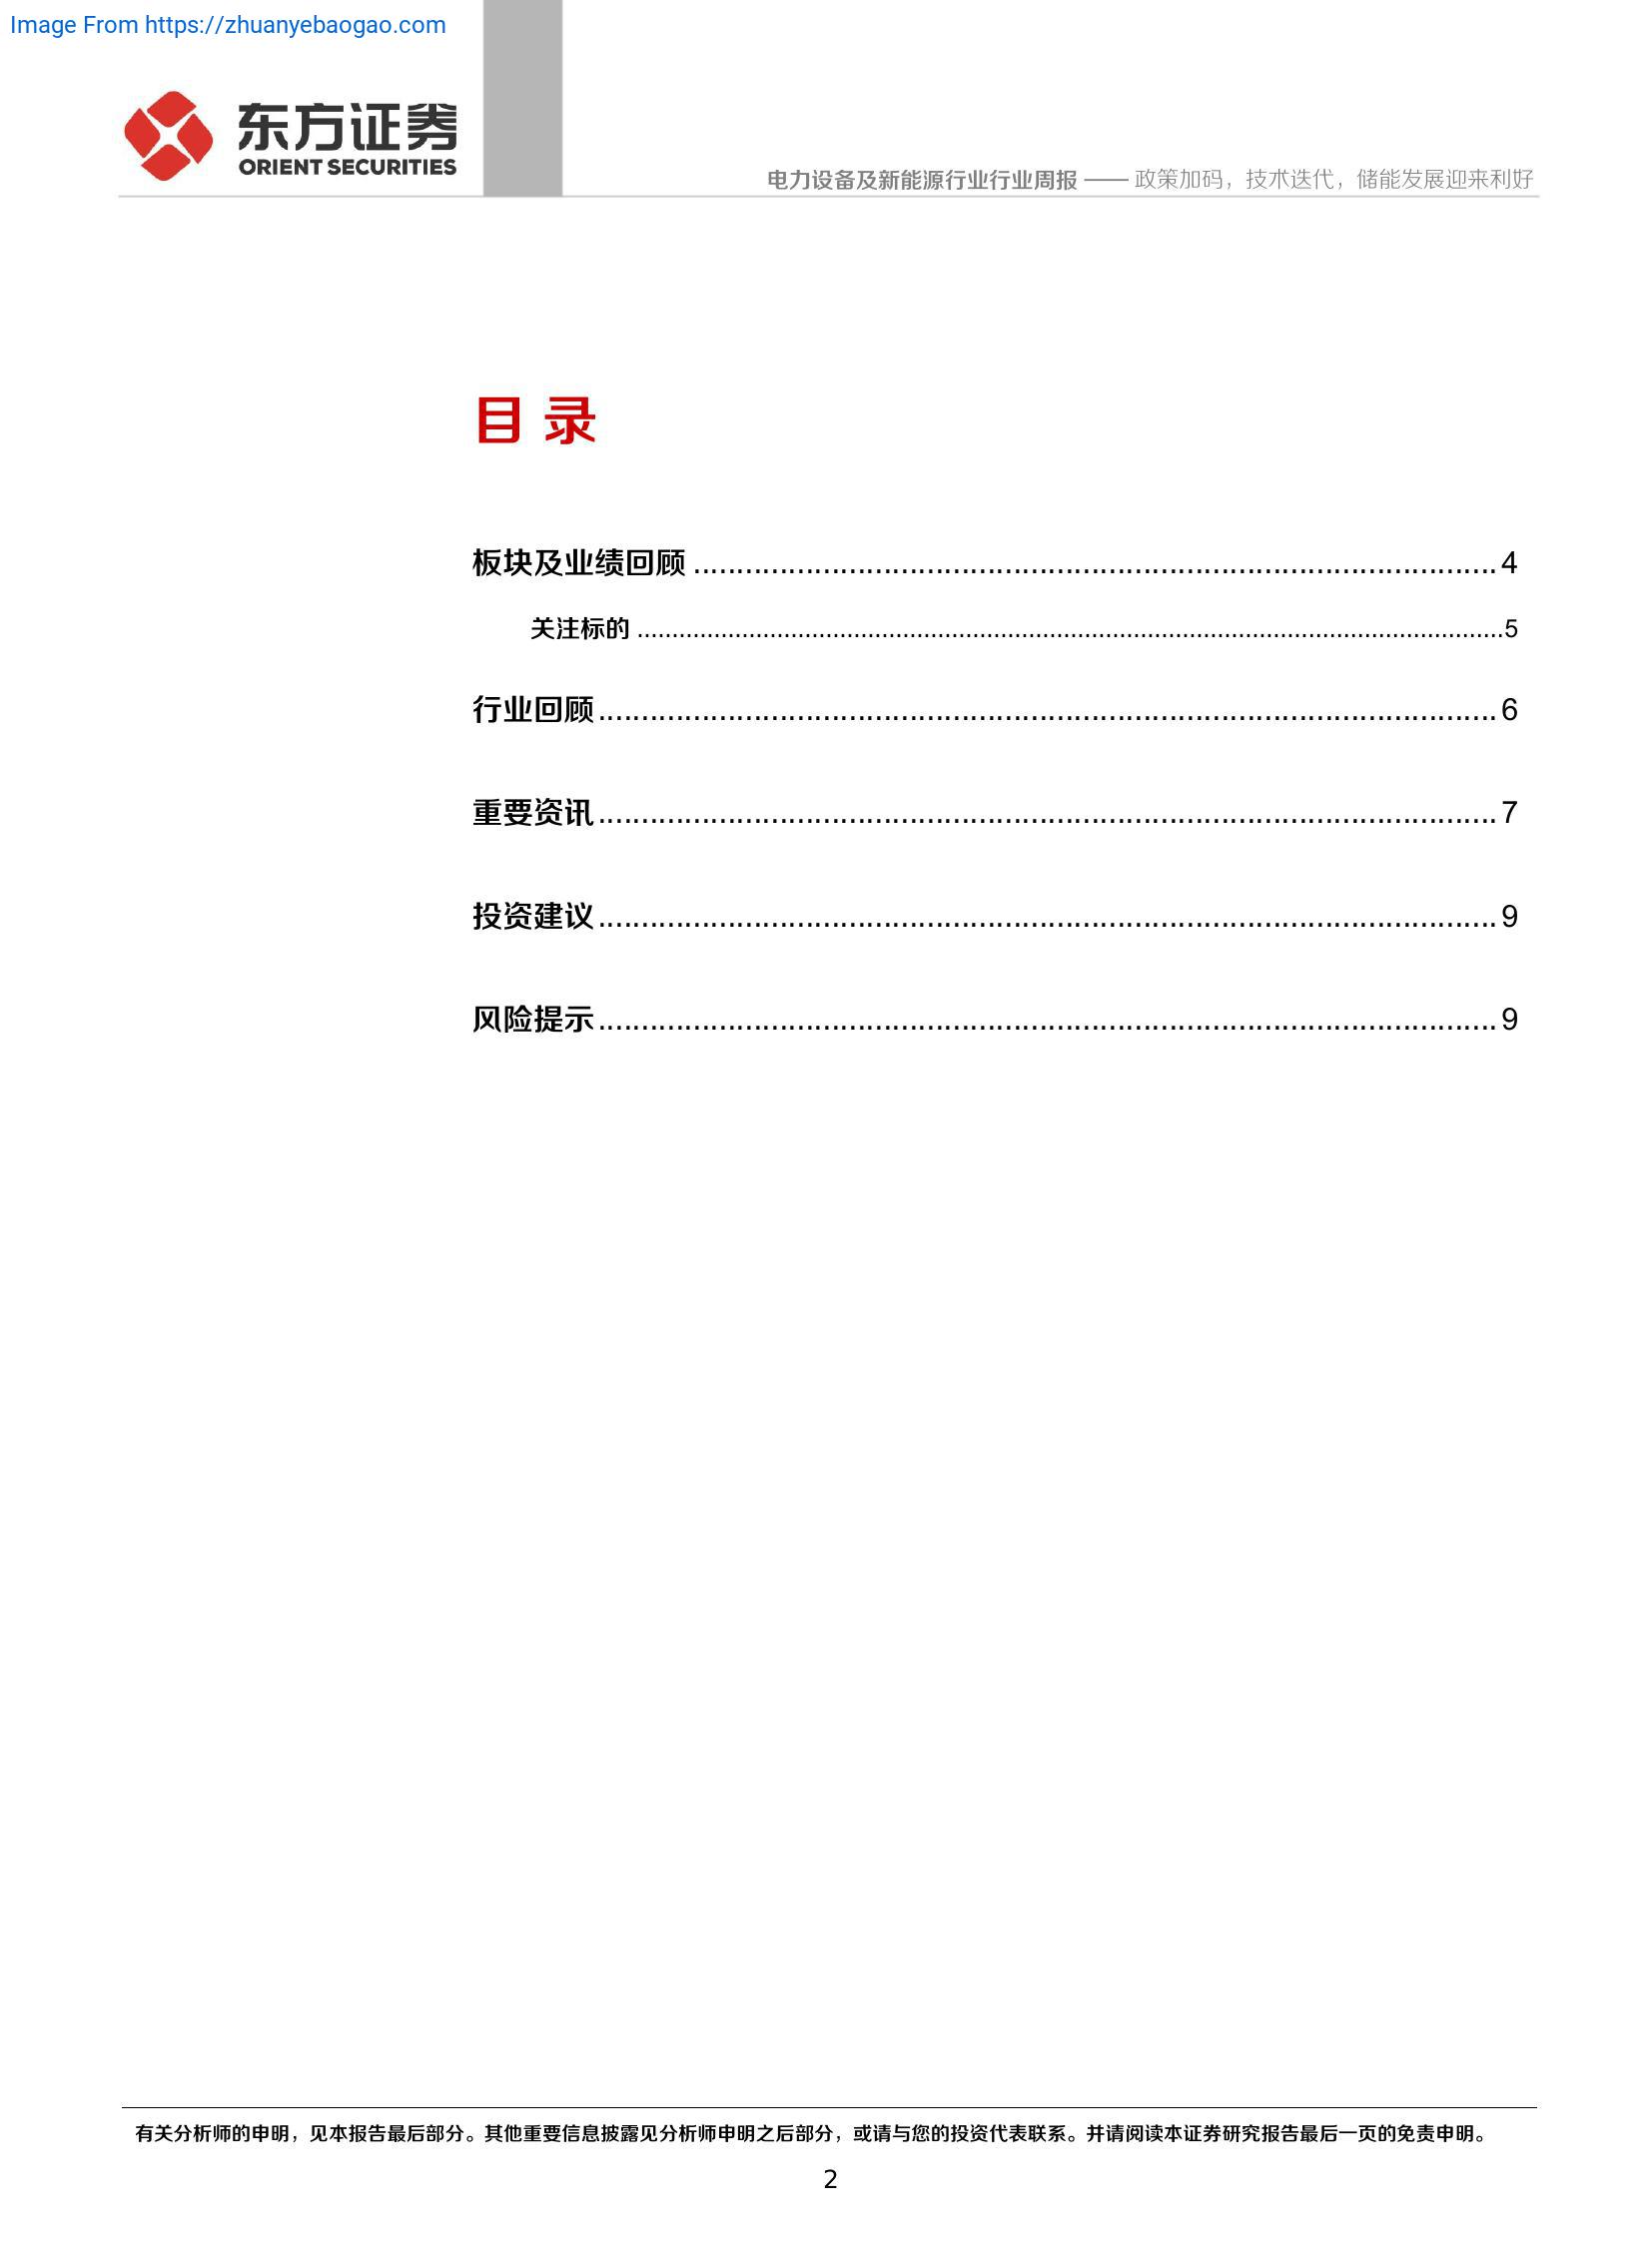 Image From https://zhuanyebaogao.com
东方证券
ORIENT SECURITIES
电力设备及新能源行业行业周报 —— 政策加码，技术迭代，储能发展迎来利好
目 录
板块及业绩回顾 ........................................................................................ 4
关注标的 ........................................................................................................................ 5
行业回顾 ........................................................................................ 6
重要资讯 ........................................................................................ 7
投资建议 ........................................................................................ 9
风险提示 ........................................................................................ 9
有关分析师的申明，见本报告最后部分。其他重要信息披露见分析师申明之后部分，或请与您的投资代表联系。并请阅读本证券研究报告最后一页的免责申明。
2